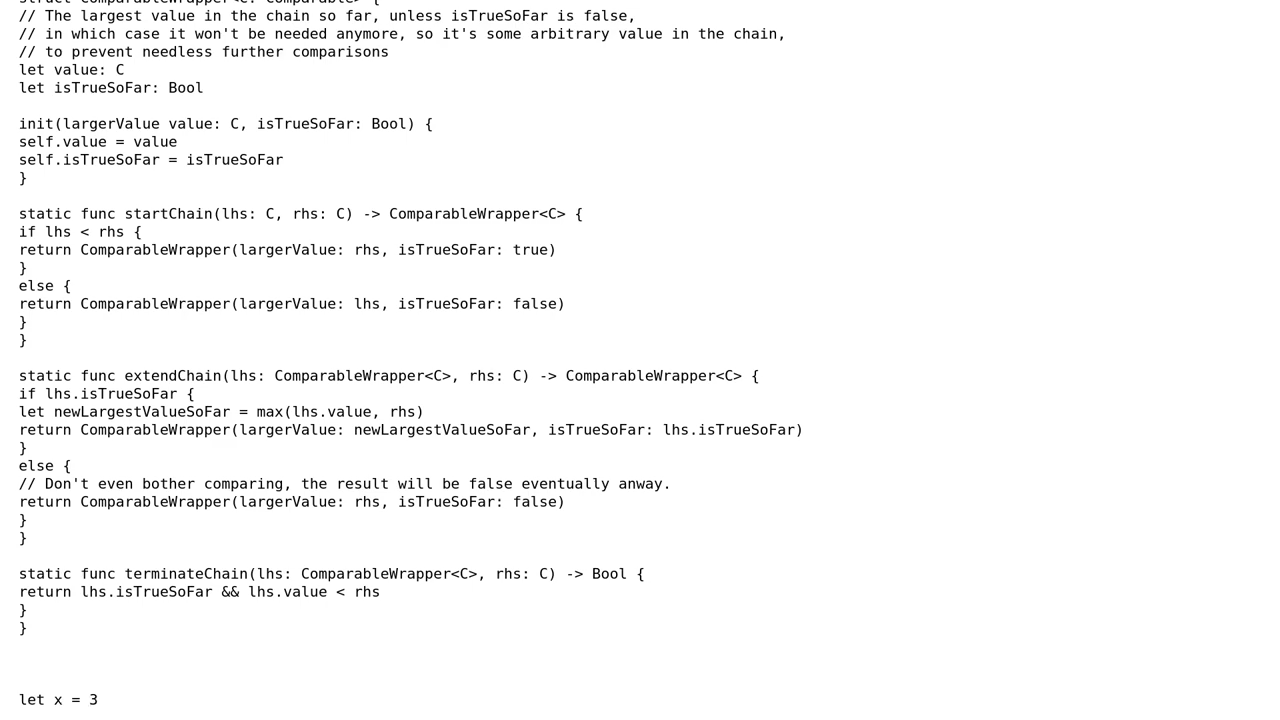 struct ComparableWrapper<C: Comparable> {
// The largest value in the chain so far, unless isTrueSoFar is false,
// in which case it won't be needed anymore, so it's some arbitrary value in the chain,
// to prevent needless further comparisons
let value: C
let isTrueSoFar: Bool
init(largerValue value: C, isTrueSoFar: Bool) {
self.value = value
self.isTrueSoFar = isTrueSoFar
}
static func startChain(lhs: C, rhs: C) -> ComparableWrapper<C> {
if lhs < rhs {
return ComparableWrapper(largerValue: rhs, isTrueSoFar: true)
}
else {
return ComparableWrapper(largerValue: lhs, isTrueSoFar: false)
}
}
static func extendChain(lhs: ComparableWrapper<C>, rhs: C) -> ComparableWrapper<C> {
if lhs.isTrueSoFar {
let newLargestValueSoFar = max(lhs.value, rhs)
return ComparableWrapper(largerValue: newLargestValueSoFar, isTrueSoFar: lhs.isTrueSoFar)
}
else {
// Don't even bother comparing, the result will be false eventually anway.
return ComparableWrapper(largerValue: rhs, isTrueSoFar: false)
}
}
static func terminateChain(lhs: ComparableWrapper<C>, rhs: C) -> Bool {
return lhs.isTrueSoFar && lhs.value < rhs
}
}
let x = 3